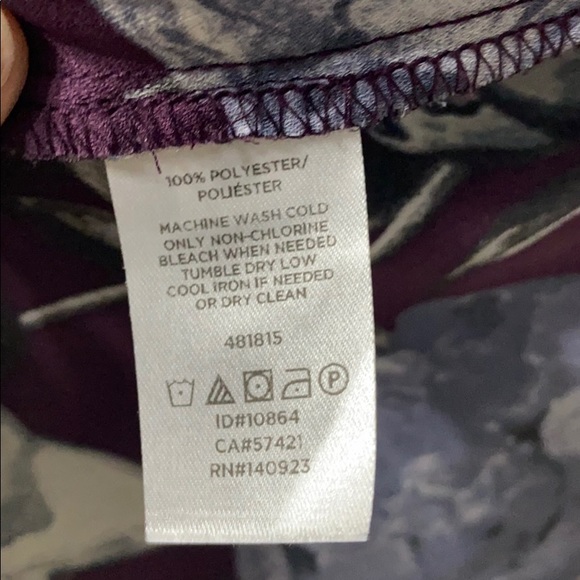 100% POLYESTER/
POLIÉSTER
MACHINE WASH COLD
ONLY NON-CHLORINE
BLEACH WHEN NEEDED
TUMBLE DRY LOW
COOL IRON IF NEEDED
OR DRY CLEAN
481815
P
ID#10864
CA#57421
RN#140923